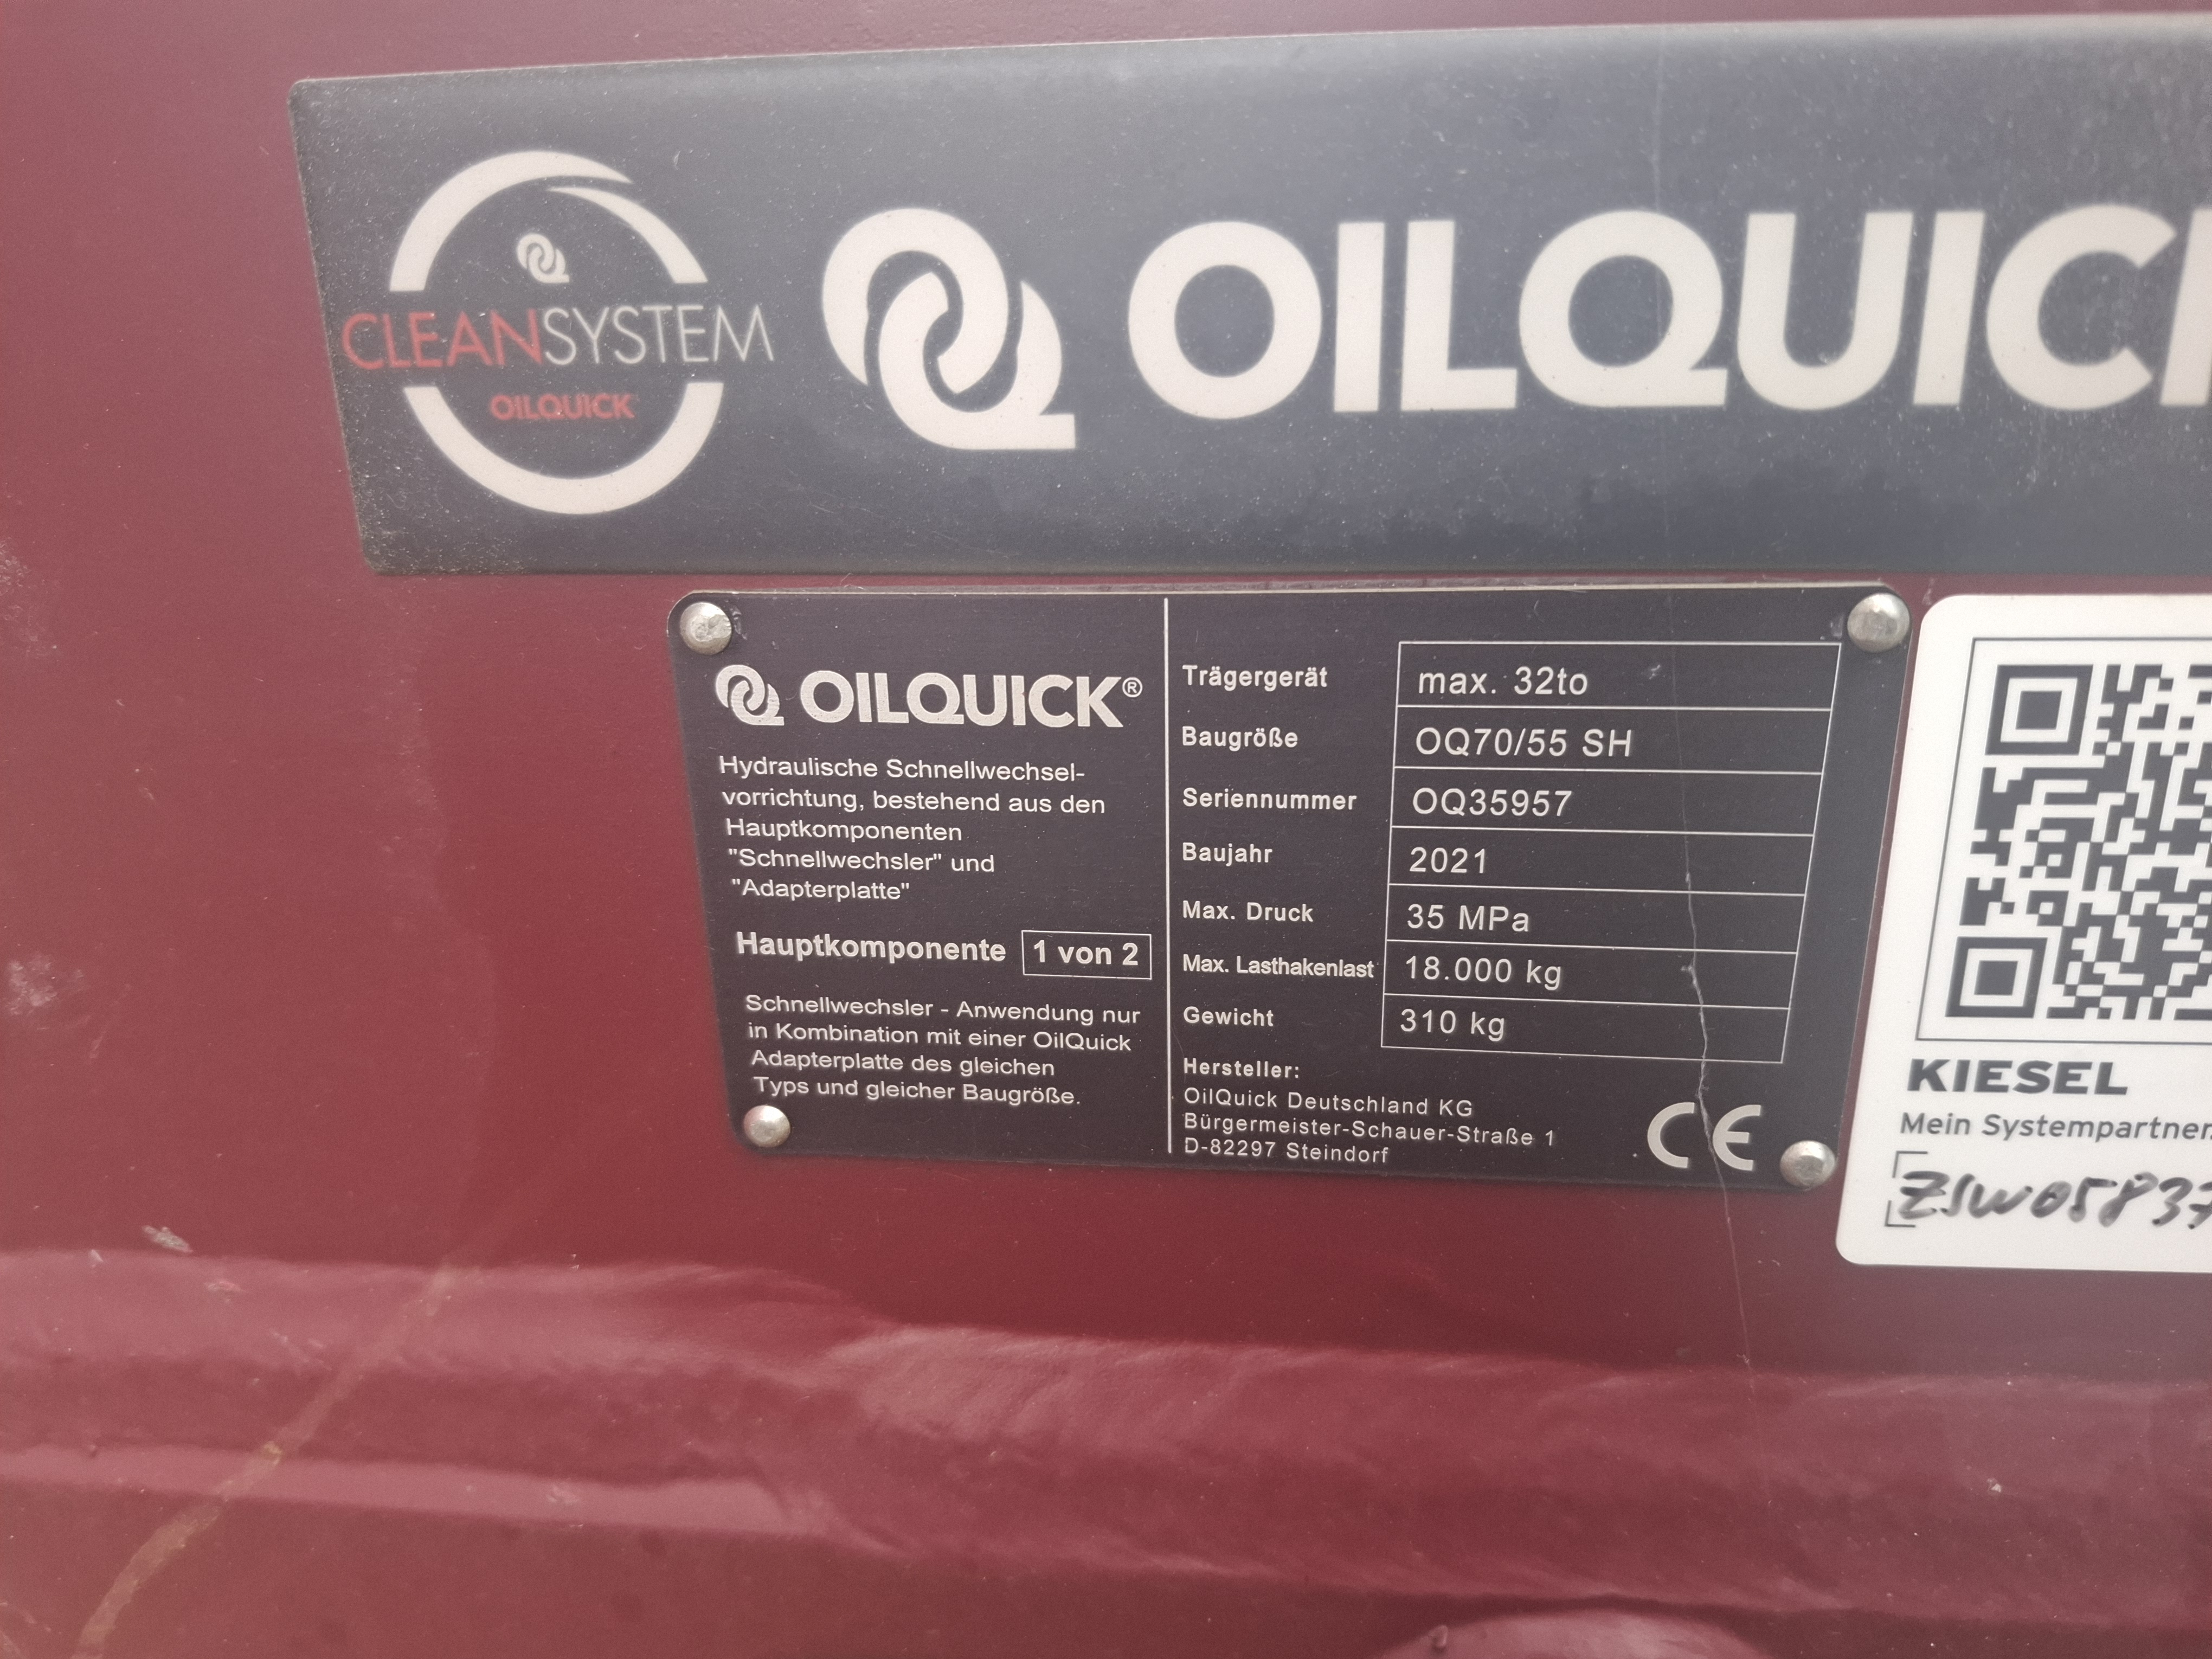 CLEANSYSTEM
OILQUICK
OILQUICK
OILQUICK®
Hydraulische Schnellwechsel-
vorrichtung, bestehend aus den
Hauptkomponenten
"Schnellwechsler" und
"Adapterplatte"
Hauptkomponente 1 von 2
Schnellwechsler - Anwendung nur
in Kombination mit einer OilQuick
Adapterplatte des gleichen
Typs und gleicher Baugröße.
Trägergerät max. 32to
Baugröße OQ70/55 SH
Seriennummer OQ35957
Baujahr 2021
Max. Druck 35 MPa
Max. Lasthakenlast 18.000 kg
Gewicht 310 kg
Hersteller:
OilQuick Deutschland KG
Bürgermeister-Schauer-Straße 1
D-82297 Steindorf
CE
KIESEL
Mein Systempartner
ZSW05837